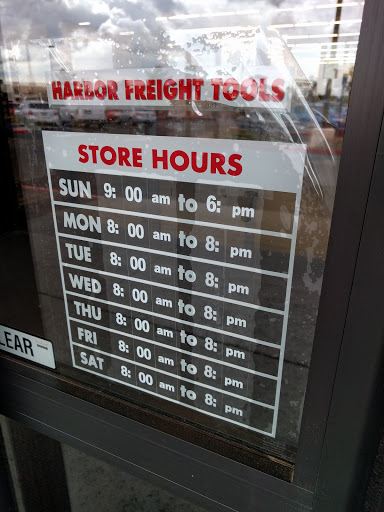 HARBOR FREIGHT TOOLS
STORE HOURS
SUN 9: 00 am to 6: pm
MON 8: 00 am to 8: pm
TUE 8: 00 am to 8: pm
WED 8: 00 am to 8: pm
THU 8: 00 am to 8: pm
FRI 8: 00 am to 8: pm
SAT 8: 00 am to 8: pm
LEAR